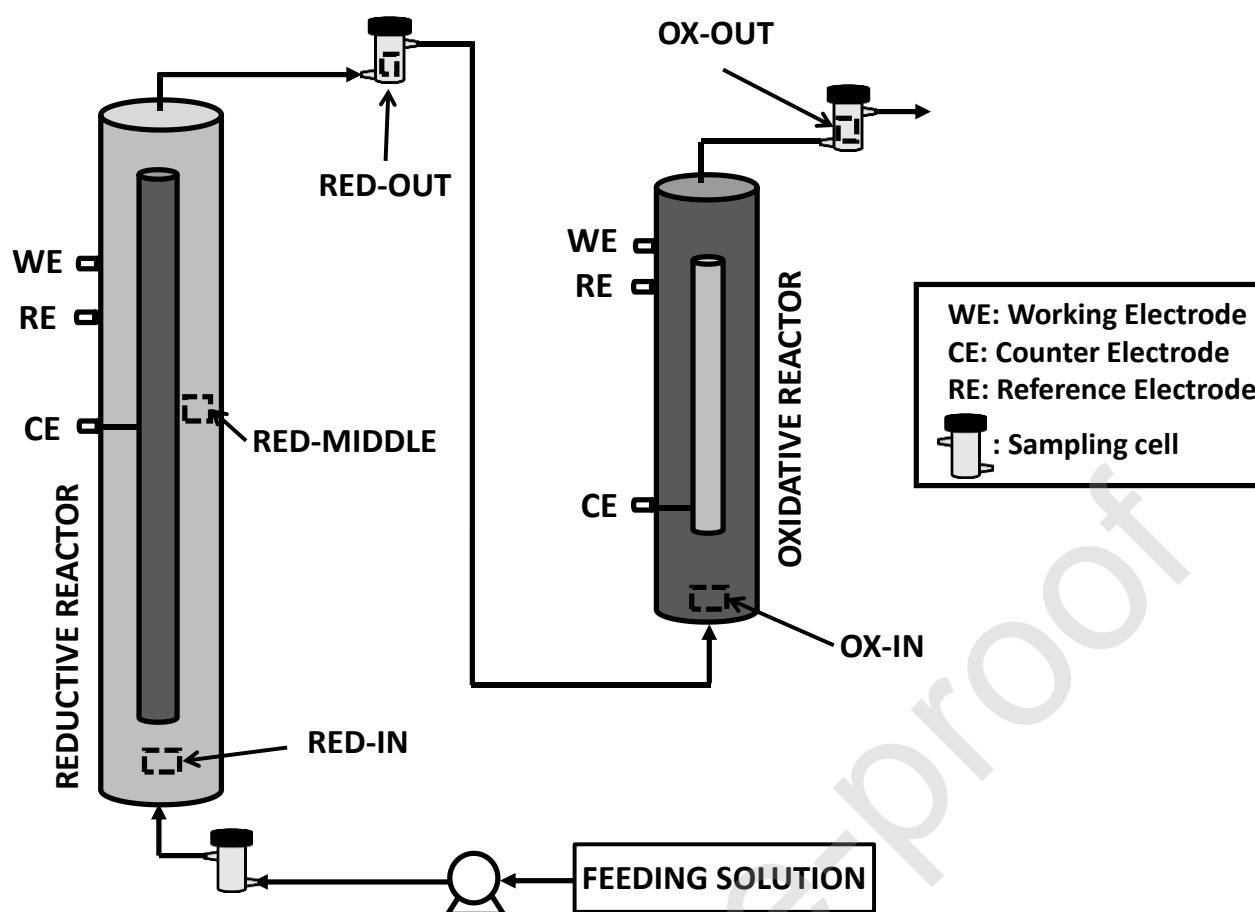 OX-OUT
RED-OUT
WE
RE
CE
RED-MIDDLE
REDUCTIVE REACTOR
RED-IN
WE
RE
CE
OXIDATIVE REACTOR
OX-IN
WE: Working Electrode
CE: Counter Electrode
RE: Reference Electrode
: Sampling cell
FEEDING SOLUTION
e-proof